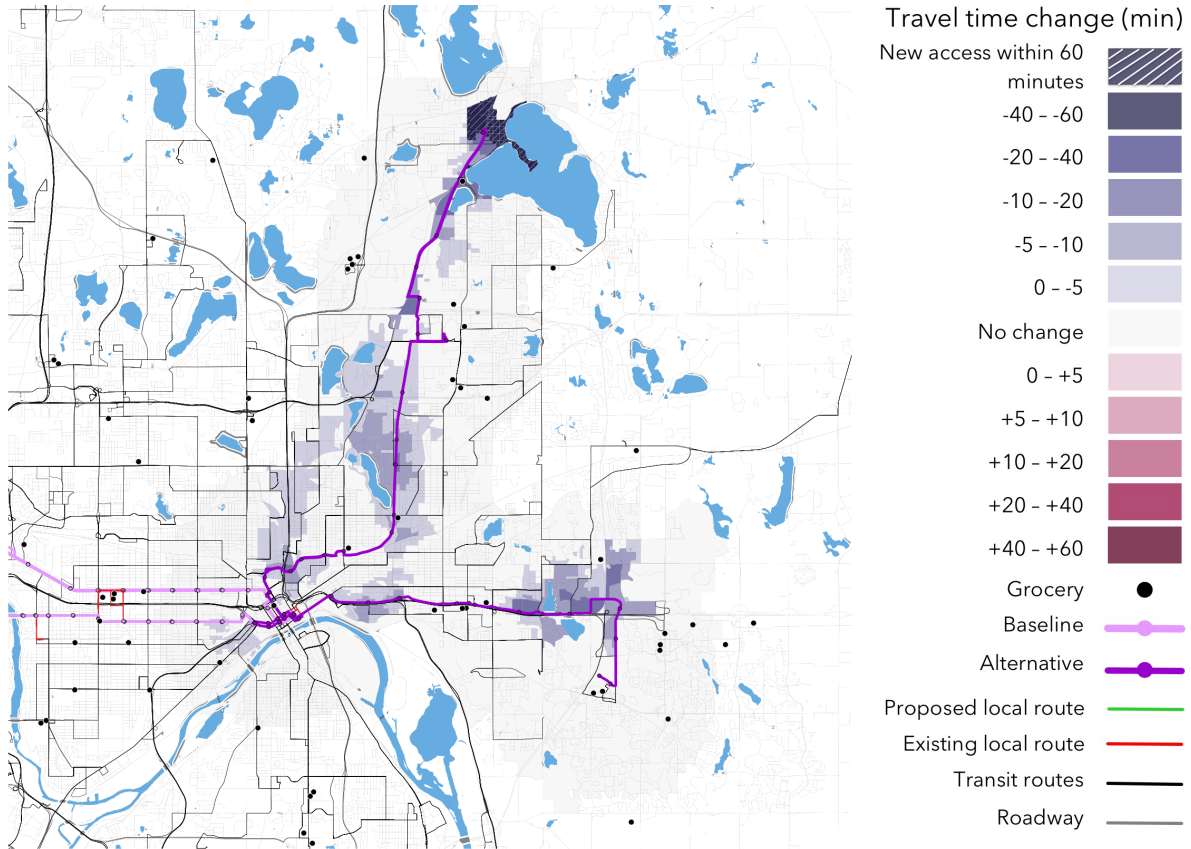 Travel time change (min)
New access within 60
minutes
-40 – -60
-20 – -40
-10 – -20
-5 – -10
0 – -5
No change
0 – +5
+5 – +10
+10 – +20
+20 – +40
+40 – +60
Grocery
Baseline
Alternative
Proposed local route
Existing local route
Transit routes
Roadway